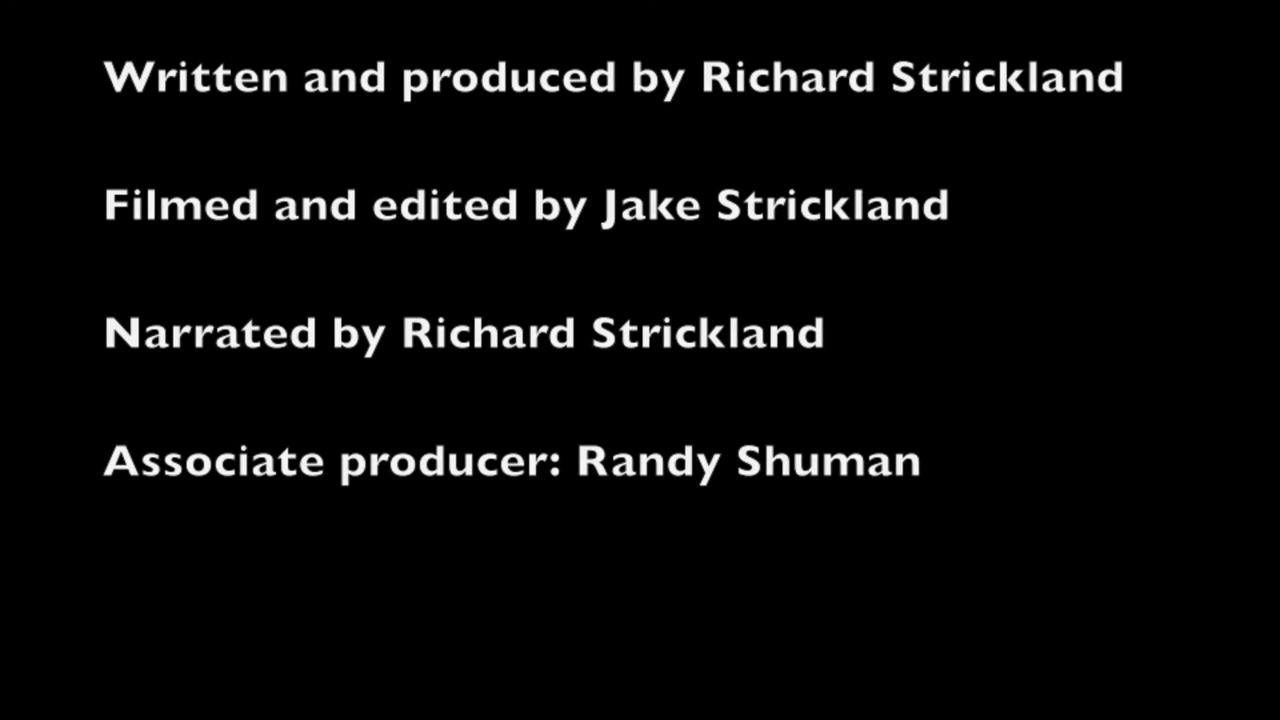 Written and produced by Richard Strickland
Filmed and edited by Jake Strickland
Narrated by Richard Strickland
Associate producer: Randy Shuman